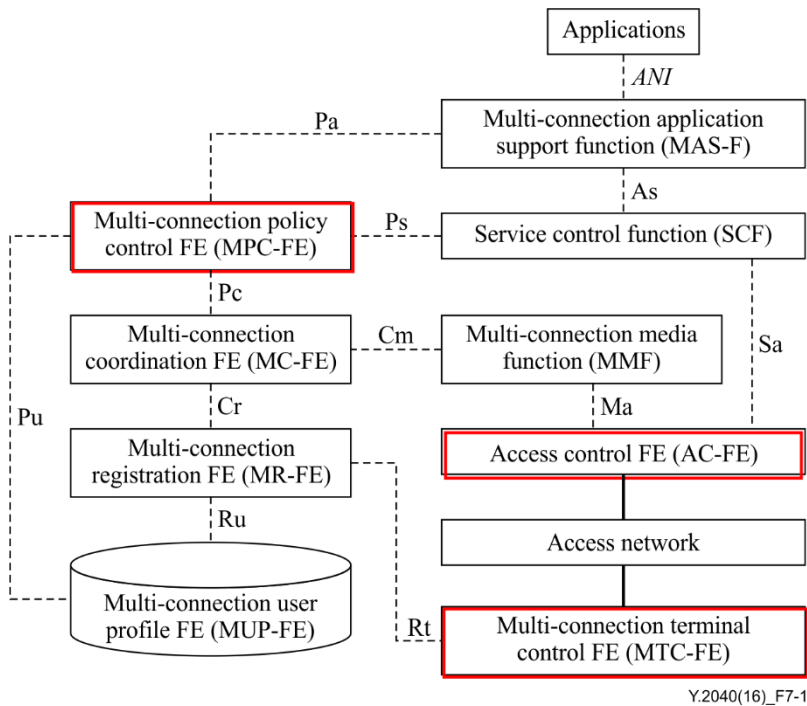 Applications
ANI
Pa
Multi-connection application
support function (MAS-F)
As
Multi-connection policy
control FE (MPC-FE)
Ps
Service control function (SCF)
Pc
Multi-connection
coordination FE (MC-FE)
Cm
Multi-connection media
function (MMF)
Sa
Pu
Cr
Ma
Multi-connection
registration FE (MR-FE)
Access control FE (AC-FE)
Ru
Access network
Multi-connection user
profile FE (MUP-FE)
Rt
Multi-connection terminal
control FE (MTC-FE)
Y.2040(16)_F7-1